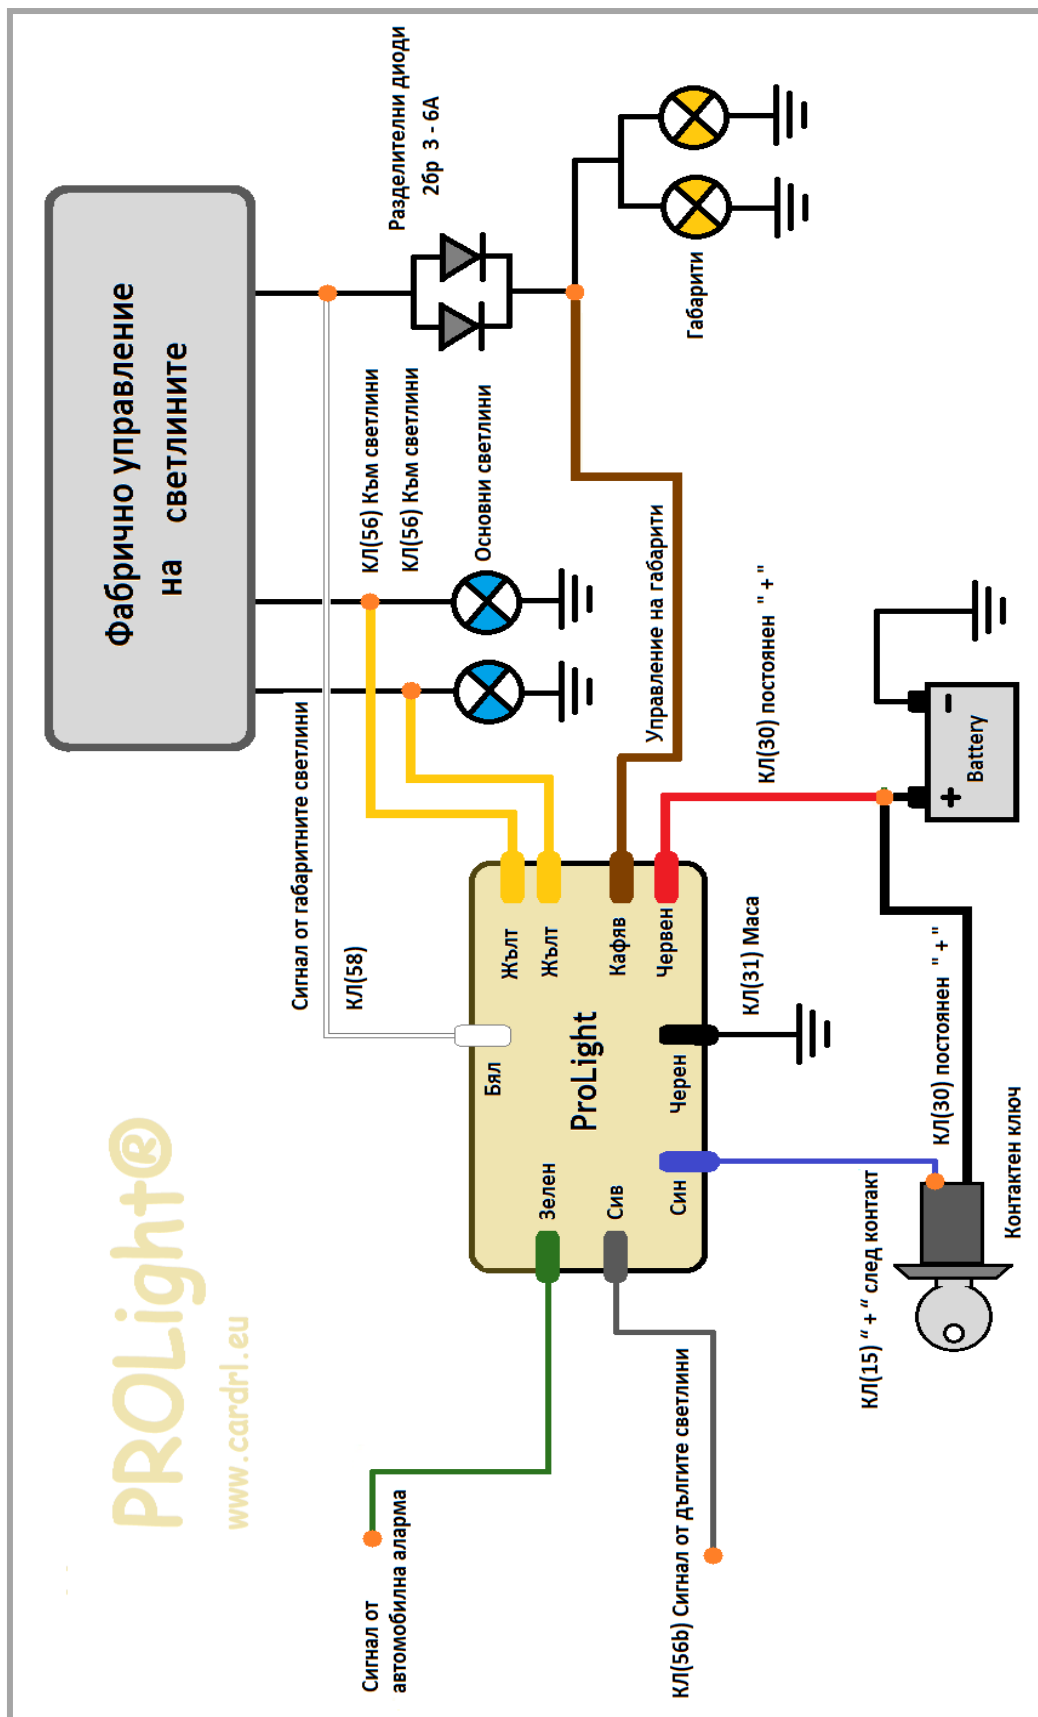 Фабрично управление
на светлините
Разделителни диоди
2бр 3 - 6А
Габарити
КЛ(56) Към светлини
КЛ(56) Към светлини
Основни светлини
Сигнал от габаритните светлини
КЛ(58)
Управление на габарити
КЛ(30) постоянен " + "
Battery
+
-
Жълт
Жълт
Кафяв
Червен
Бял
ProLight
Черен
КЛ(31) Маса
Зелен
Сив
Син
КЛ(30) постоянен " + "
Контактен ключ
КЛ(15) “ + “ след контакт
КЛ(56b) Сигнал от дългите светлини
Сигнал от
автомобилна аларма
PROLight®
www.cardrl.eu